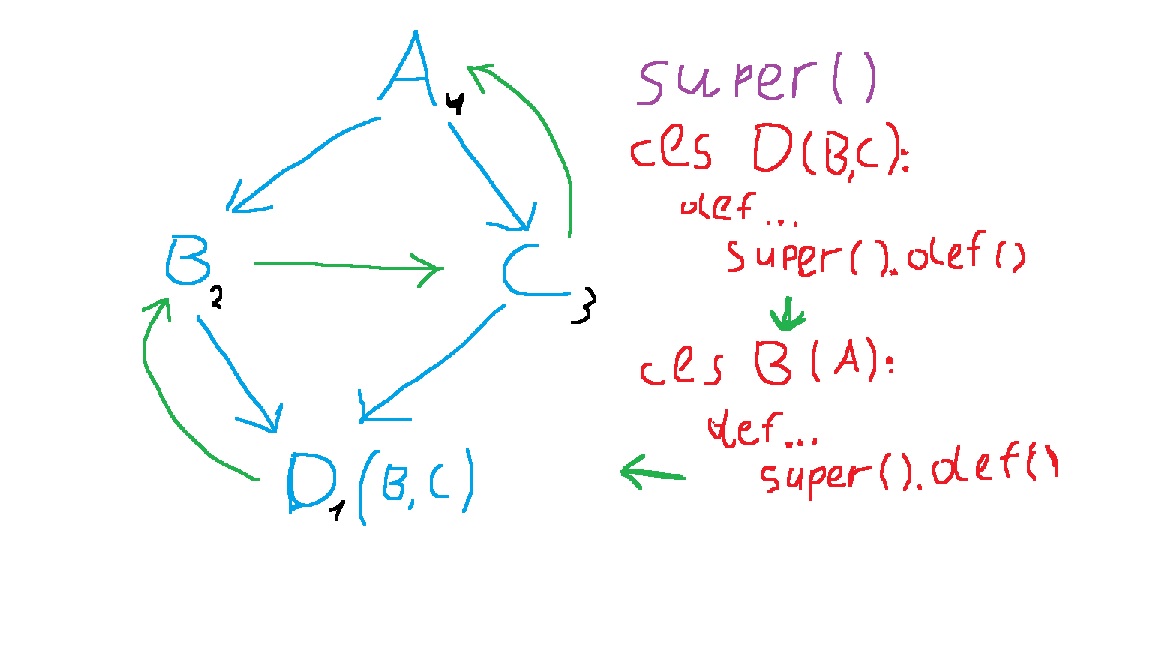 A 4
B 2
C 3
D 1 (B,C)
super()
cls D(B,C):
def...
super().def()
cls B(A):
def...
super().def()